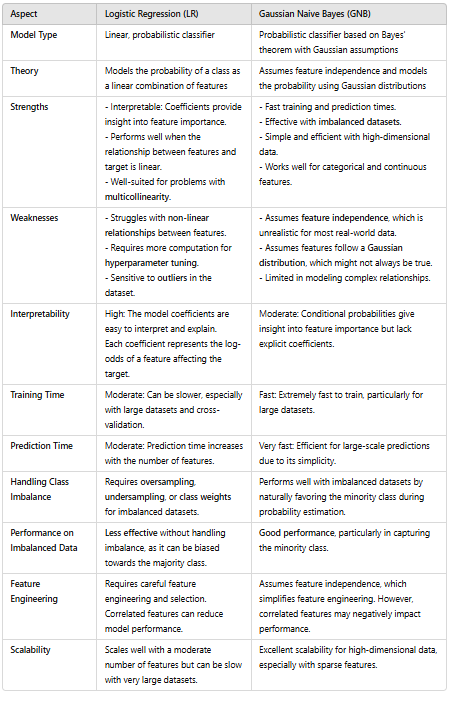 Aspect
Logistic Regression (LR)
Gaussian Naive Bayes (GNB)
Model Type
Linear, probabilistic classifier
Probabilistic classifier based on Bayes'
theorem with Gaussian assumptions
Theory
Models the probability of a class as
a linear combination of features
Assumes feature independence and models
the probability using Gaussian distributions
Strengths
- Interpretable: Coefficients provide
insight into feature importance.
- Performs well when the
relationship between features and
target is linear.
- Well-suited for problems with
multicollinearity.
- Fast training and prediction times.
- Effective with imbalanced datasets.
- Simple and efficient with high-dimensional
data.
- Works well for categorical and continuous
features.
Weaknesses
- Struggles with non-linear
relationships between features.
- Requires more computation for
hyperparameter tuning.
- Sensitive to outliers in the
dataset.
- Assumes feature independence, which is
unrealistic for most real-world data.
- Assumes features follow a Gaussian
distribution, which might not always be true.
- Limited in modeling complex relationships.
Interpretability
High: The model coefficients are
easy to interpret and explain.
Each coefficient represents the log-
odds of a feature affecting the
target.
Moderate: Conditional probabilities give
insight into feature importance but lack
explicit coefficients.
Training Time
Moderate: Can be slower, especially
with large datasets and cross-
validation.
Fast: Extremely fast to train, particularly for
large datasets.
Prediction Time
Moderate: Prediction time increases
with the number of features.
Very fast: Efficient for large-scale predictions
due to its simplicity.
Handling Class
Imbalance
Requires oversampling,
undersampling, or class weights
for imbalanced datasets.
Performs well with imbalanced datasets by
naturally favoring the minority class during
probability estimation.
Performance on
Imbalanced Data
Less effective without handling
imbalance, as it can be biased
towards the majority class.
Good performance, particularly in capturing
the minority class.
Feature
Engineering
Requires careful feature
engineering and selection.
Correlated features can reduce
model performance.
Assumes feature independence, which
simplifies feature engineering. However,
correlated features may negatively impact
performance.
Scalability
Scales well with a moderate
number of features but can be slow
with very large datasets.
Excellent scalability for high-dimensional data,
especially with sparse features.